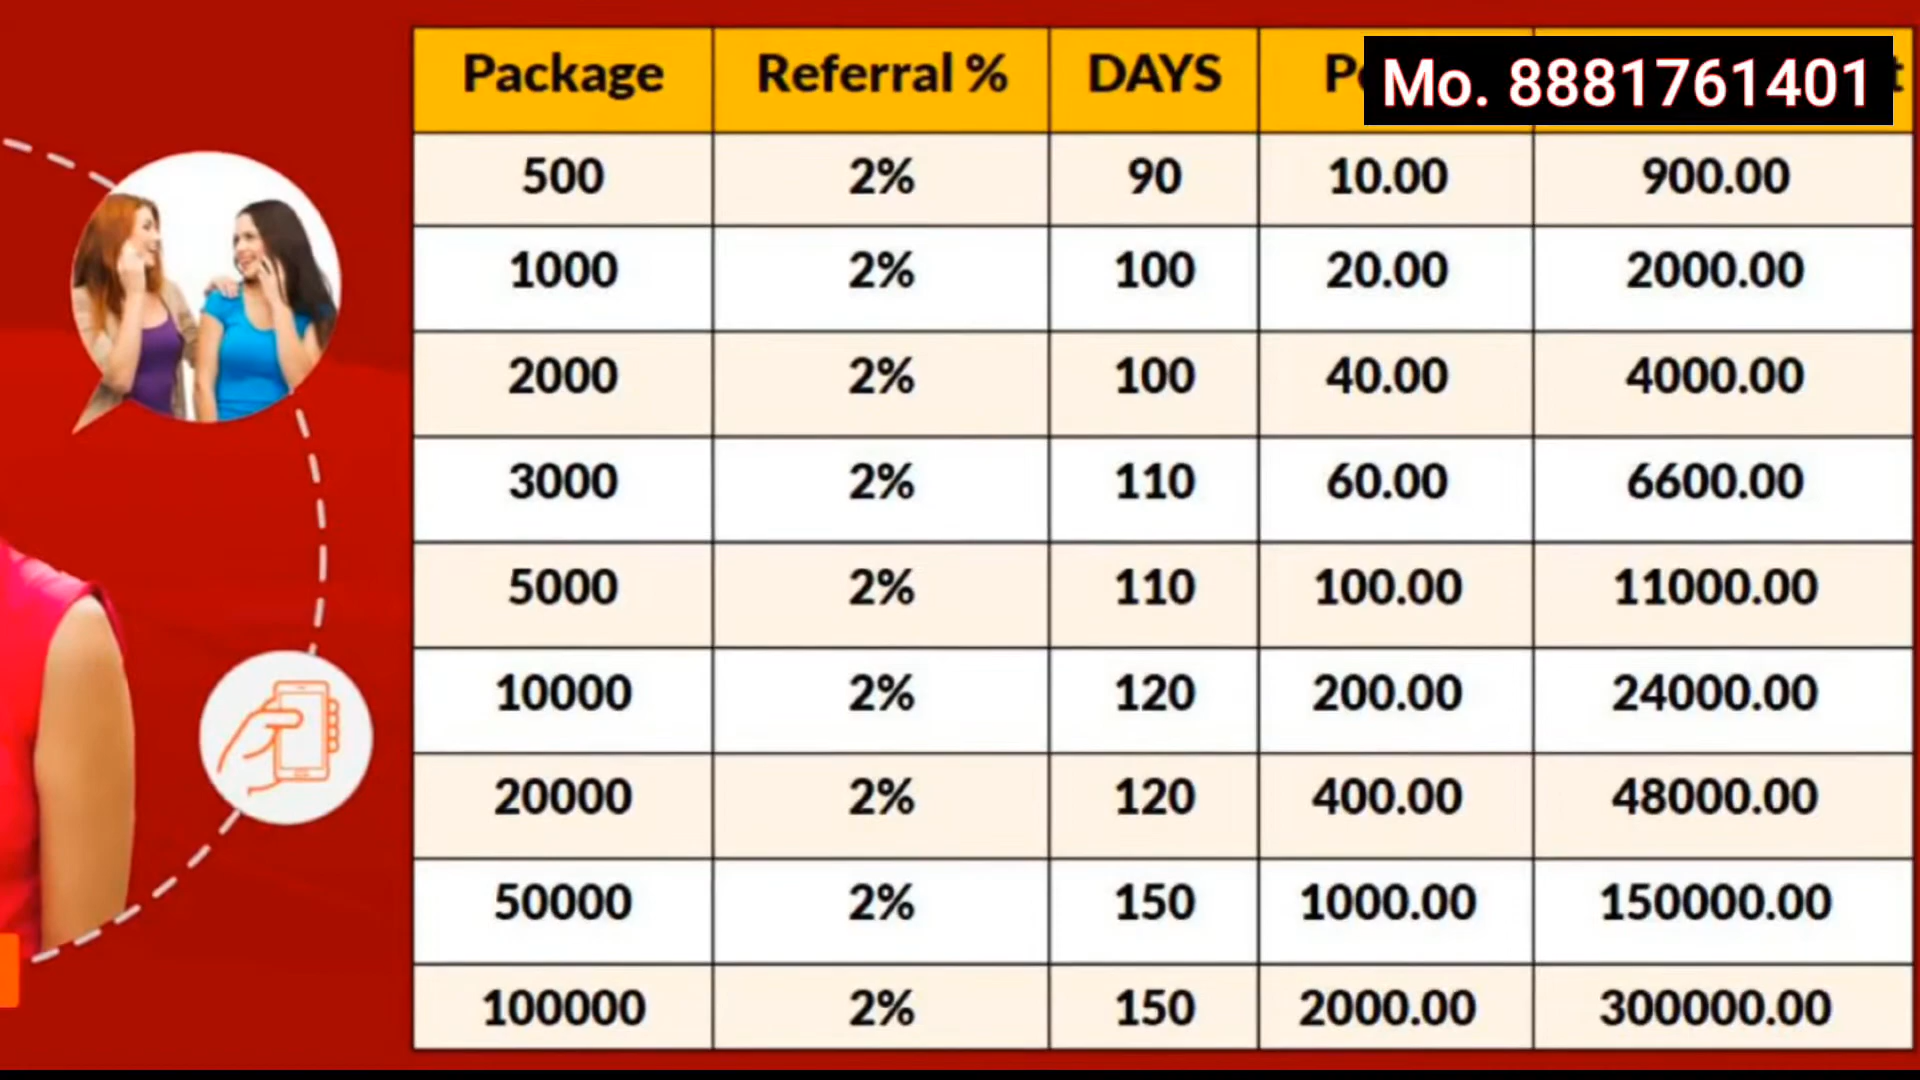 Package Referral % DAYS Mo. 8881761401
500 2% 90 10.00 900.00
1000 2% 100 20.00 2000.00
2000 2% 100 40.00 4000.00
3000 2% 110 60.00 6600.00
5000 2% 110 100.00 11000.00
10000 2% 120 200.00 24000.00
20000 2% 120 400.00 48000.00
50000 2% 150 1000.00 150000.00
100000 2% 150 2000.00 300000.00